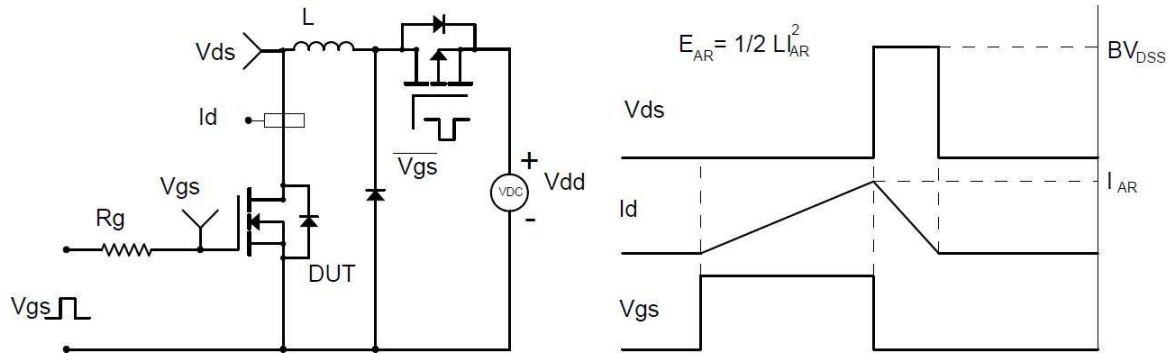 L
Vds
Id
Vgs
Rg
Vgs
DUT
Vgs
+
VDC
Vdd
-
E_AR = 1/2 LI_AR^2
Vds
BV_DSS
Id
I_AR
Vgs